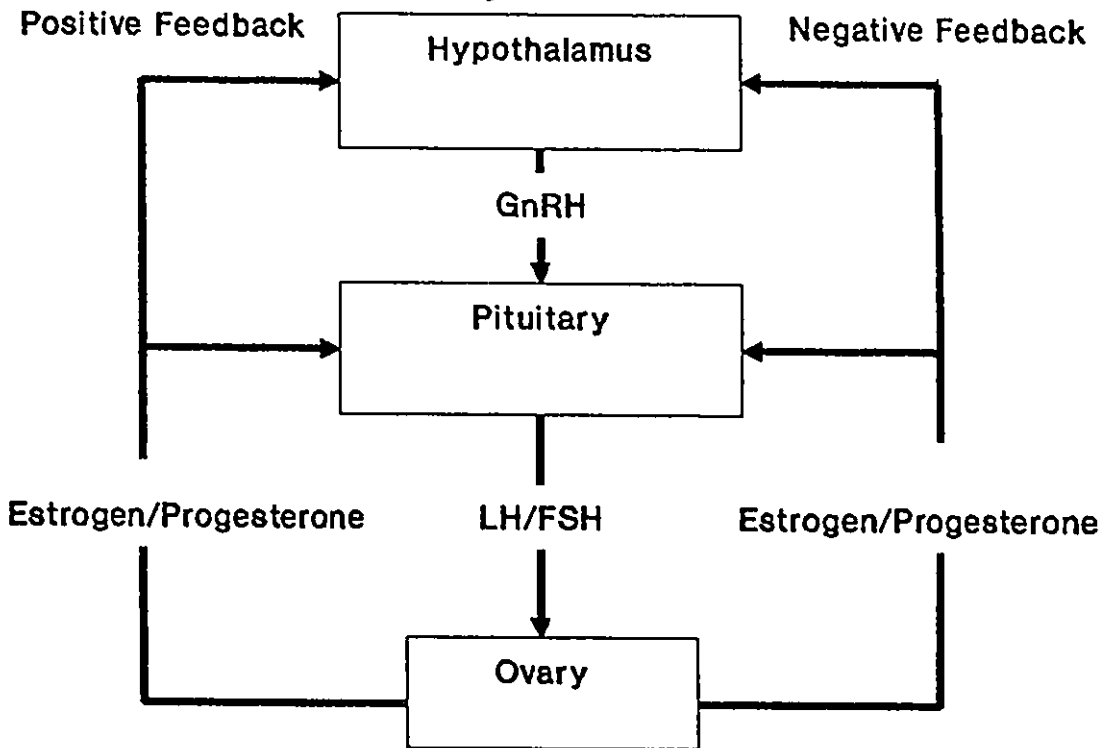 Positive Feedback
Hypothalamus
Negative Feedback
GnRH
Pituitary
Estrogen/Progesterone
LH/FSH
Estrogen/Progesterone
Ovary